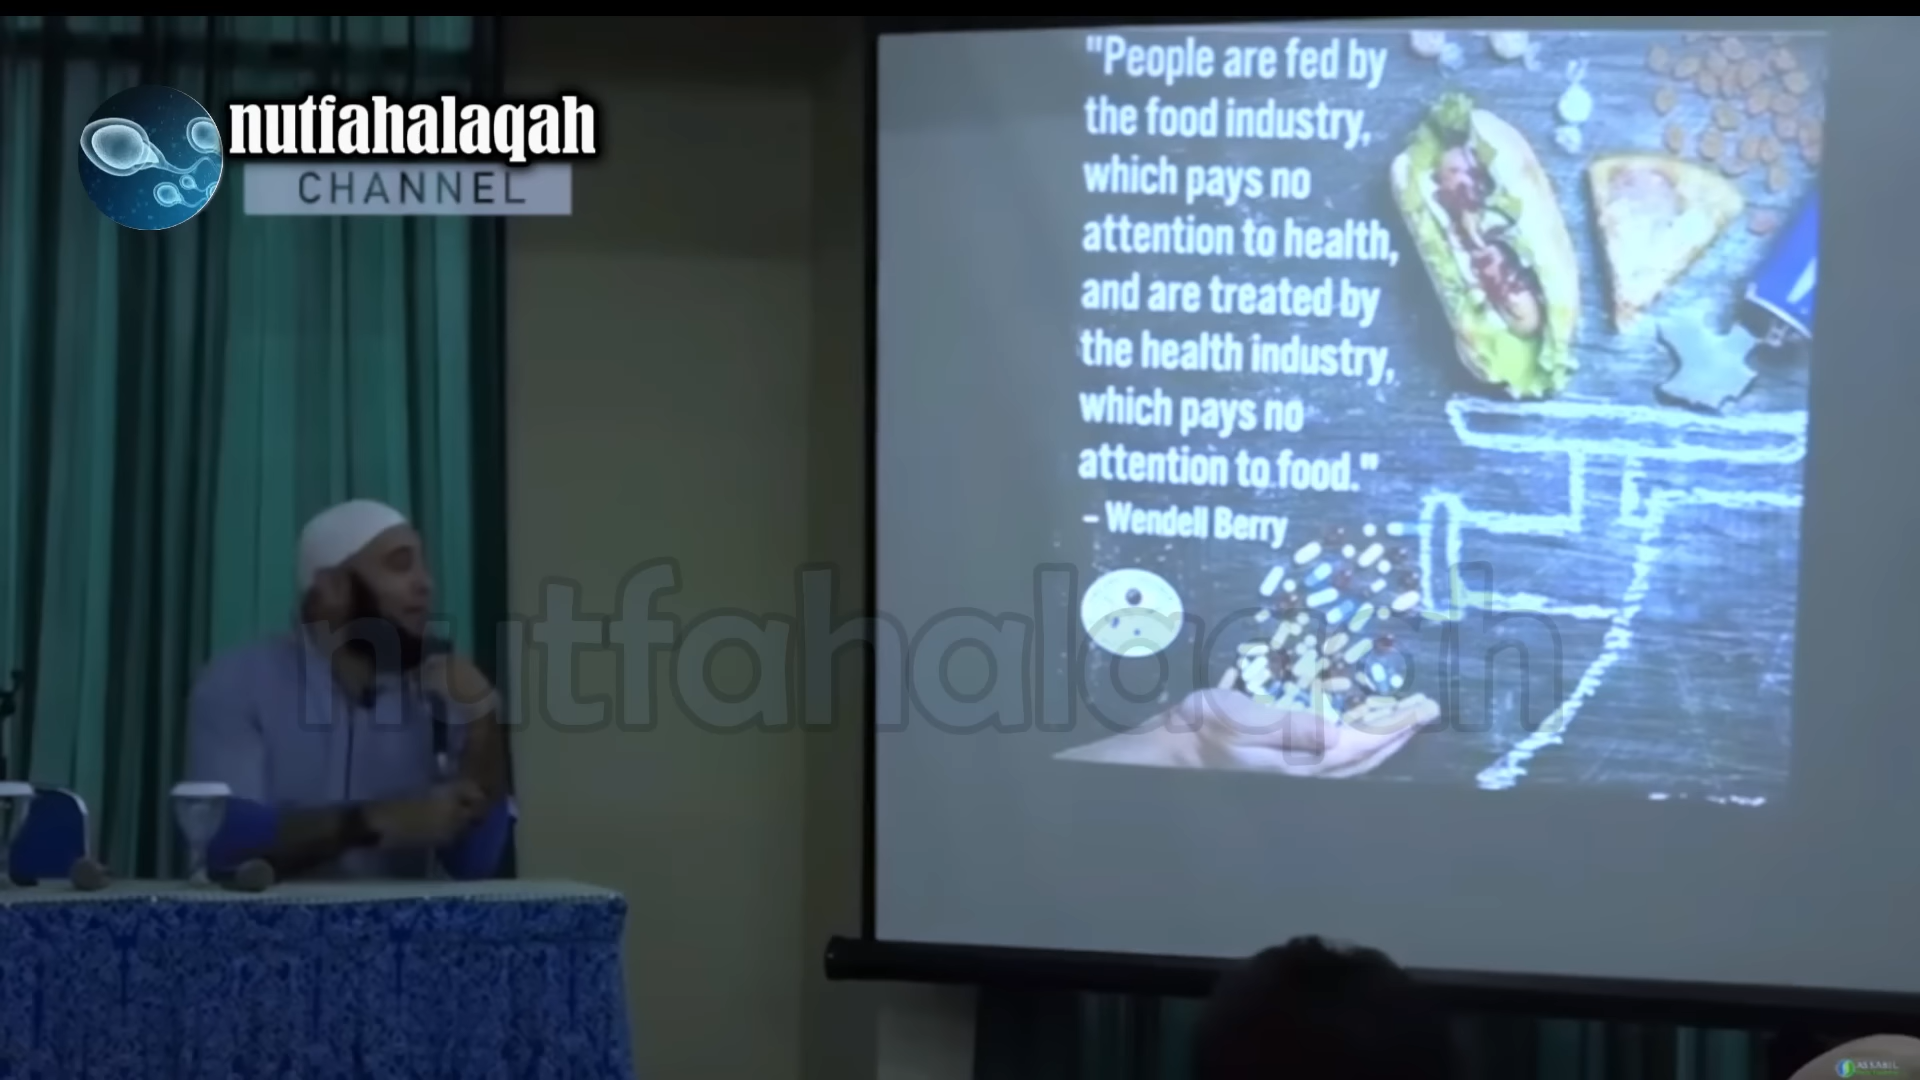 nutfahalaqah
CHANNEL
"People are fed by
the food industry,
which pays no
attention to health,
and are treated by
the health industry,
which pays no
attention to food."
– Wendell Berry
nutfahalaqah